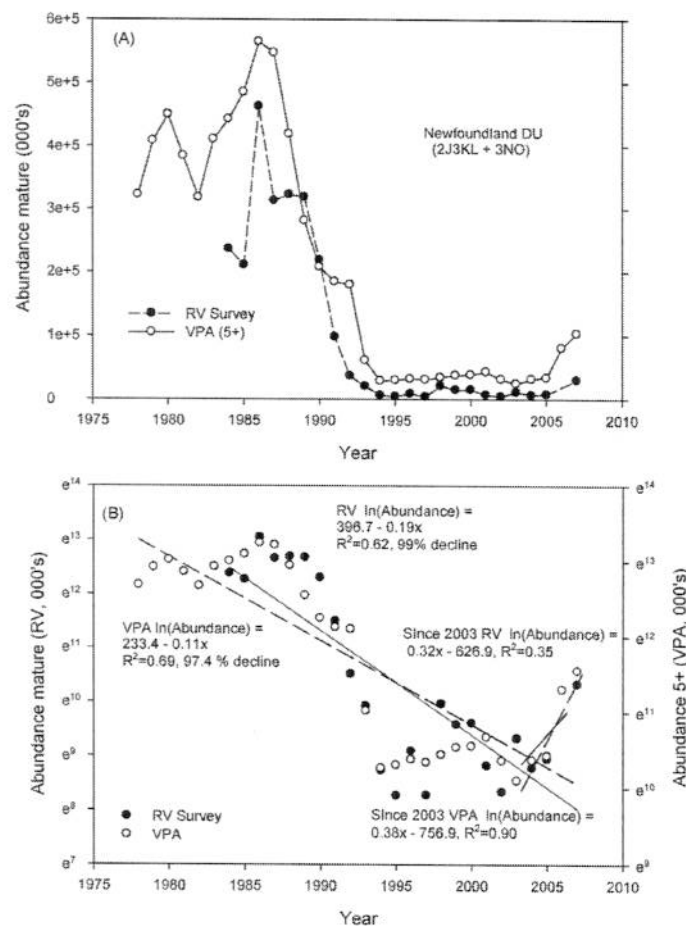 (A)
Newfoundland DU
(2J3KL + 3NO)
Abundance mature (000's)
6e+5
5e+5
4e+5
3e+5
2e+5
1e+5
0
RV Survey
VPA (5+)
1975 1980 1985 1990 1995 2000 2005 2010
Year
(B)
RV ln(Abundance) =
396.7 - 0.19x
R²=0.62, 99% decline
VPA ln(Abundance) =
233.4 - 0.11x
R²=0.69, 97.4 % decline
Since 2003 RV ln(Abundance) =
0.32x - 626.9, R²=0.35
Since 2003 VPA ln(Abundance) =
0.38x - 756.9, R²=0.90
RV Survey
VPA
Abundance mature (RV, 000's)
e¹⁴
e¹³
e¹²
e¹¹
e¹⁰
e⁹
e⁸
e⁷
Abundance 5+ (VPA, 000's)
e¹⁴
e¹³
e¹²
e¹¹
e¹⁰
e⁹
1975 1980 1985 1990 1995 2000 2005 2010
Year